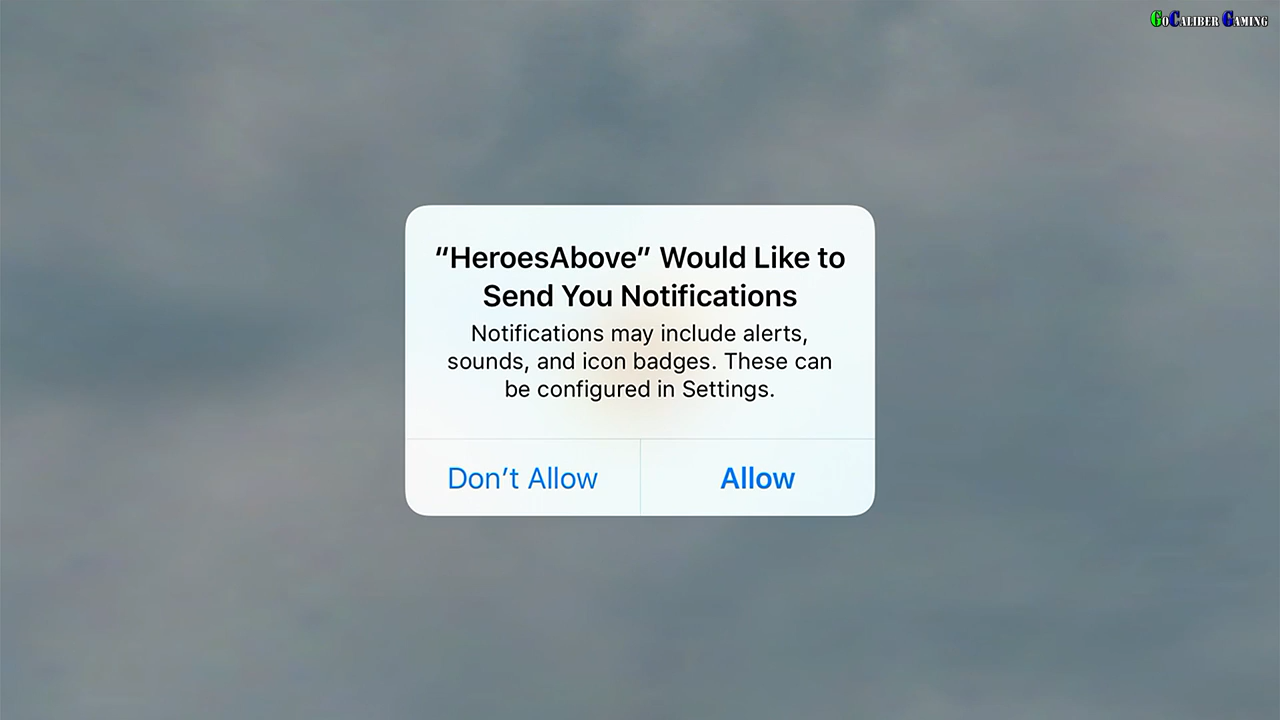 GoCaliber Gaming
“HeroesAbove” Would Like to
Send You Notifications
Notifications may include alerts,
sounds, and icon badges. These can
be configured in Settings.
Don’t Allow
Allow